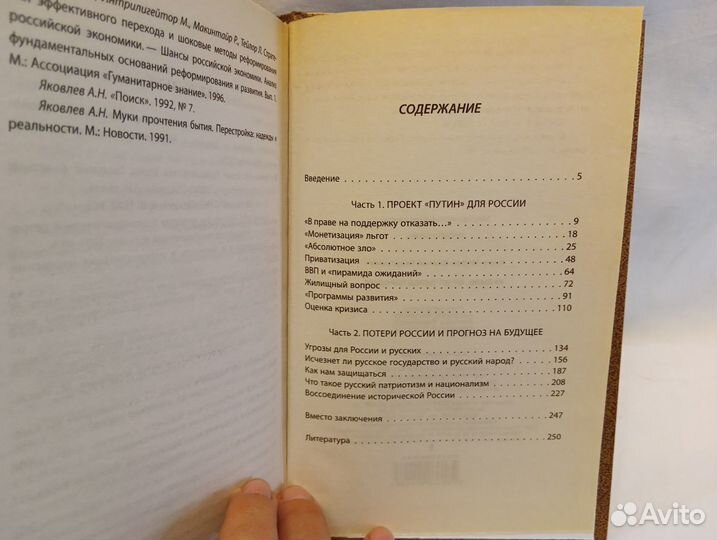 Интрилигейтор М., Макинтайр Р., Тейлор Л. Страте-
эффективного перехода и шоковые методы реформирования
российской экономики. — Шансы российской экономики. Анализ
фундаментальных оснований реформирования и развития. Вып. 1.
М.: Ассоциация «Гуманитарное знание». 1996.
Яковлев А.Н. «Поиск». 1992, № 7.
Яковлев А.Н. Муки прочтения бытия. Перестройка: надежды и
реальности. М.: Новости. 1991.
СОДЕРЖАНИЕ
Введение . . . . . . . . . . 5
Часть 1. ПРОЕКТ «ПУТИН» ДЛЯ РОССИИ
«В праве на поддержку отказать...» . . . . . . . . . . 9
«Монетизация» льгот . . . . . . . . . . 18
«Абсолютное зло» . . . . . . . . . . 25
Приватизация . . . . . . . . . . 48
ВВП и «пирамида ожиданий» . . . . . . . . . . 64
Жилищный вопрос . . . . . . . . . . 72
«Программы развития» . . . . . . . . . . 91
Оценка кризиса . . . . . . . . . . 110
Часть 2. ПОТЕРИ РОССИИ И ПРОГНОЗ НА БУДУЩЕЕ
Угрозы для России и русских . . . . . . . . . . 134
Исчезнет ли русское государство и русский народ? . . . . . . . . . . 156
Как нам защищаться . . . . . . . . . . 187
Что такое русский патриотизм и национализм . . . . . . . . . . 208
Воссоединение исторической России . . . . . . . . . . 227
Вместо заключения . . . . . . . . . . 247
Литература . . . . . . . . . . 250
Avito